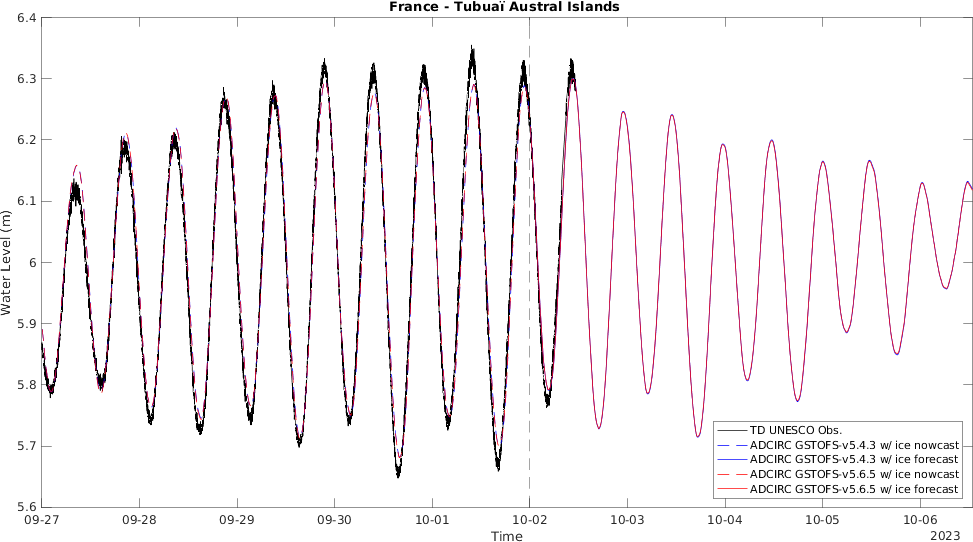 France - Tubuaï Austral Islands
Water Level (m)
6.4
6.3
6.2
6.1
6
5.9
5.8
5.7
5.6
09-27
09-28
09-29
09-30
10-01
10-02
10-03
10-04
10-05
10-06
Time
2023
TD UNESCO Obs.
ADCIRC GSTOFS-v5.4.3 w/ ice nowcast
ADCIRC GSTOFS-v5.4.3 w/ ice forecast
ADCIRC GSTOFS-v5.6.5 w/ ice nowcast
ADCIRC GSTOFS-v5.6.5 w/ ice forecast